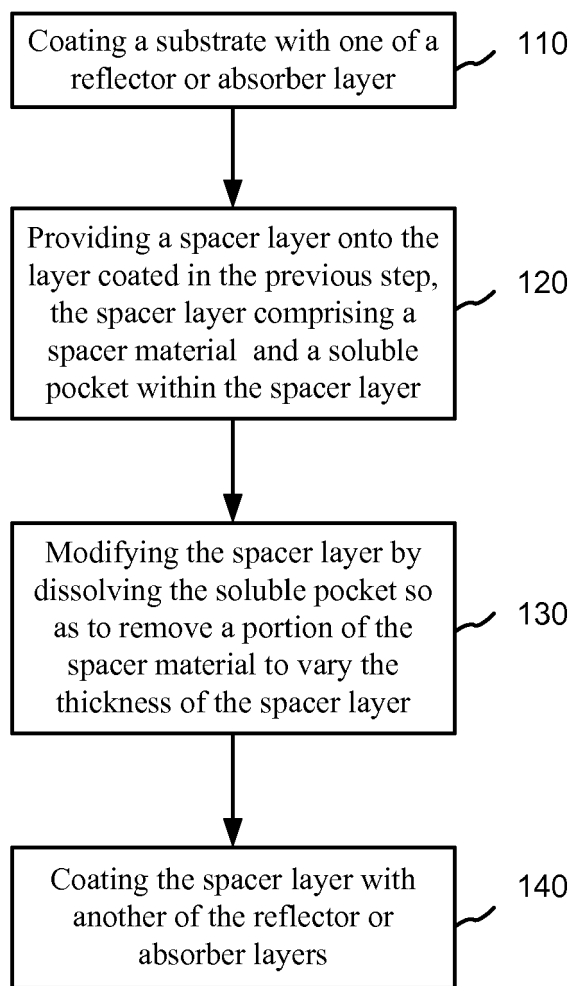 Coating a substrate with one of a
reflector or absorber layer
110
Providing a spacer layer onto the
layer coated in the previous step,
the spacer layer comprising a
spacer material and a soluble
pocket within the spacer layer
120
Modifying the spacer layer by
dissolving the soluble pocket so
as to remove a portion of the
spacer material to vary the
thickness of the spacer layer
130
Coating the spacer layer with
another of the reflector or
absorber layers
140